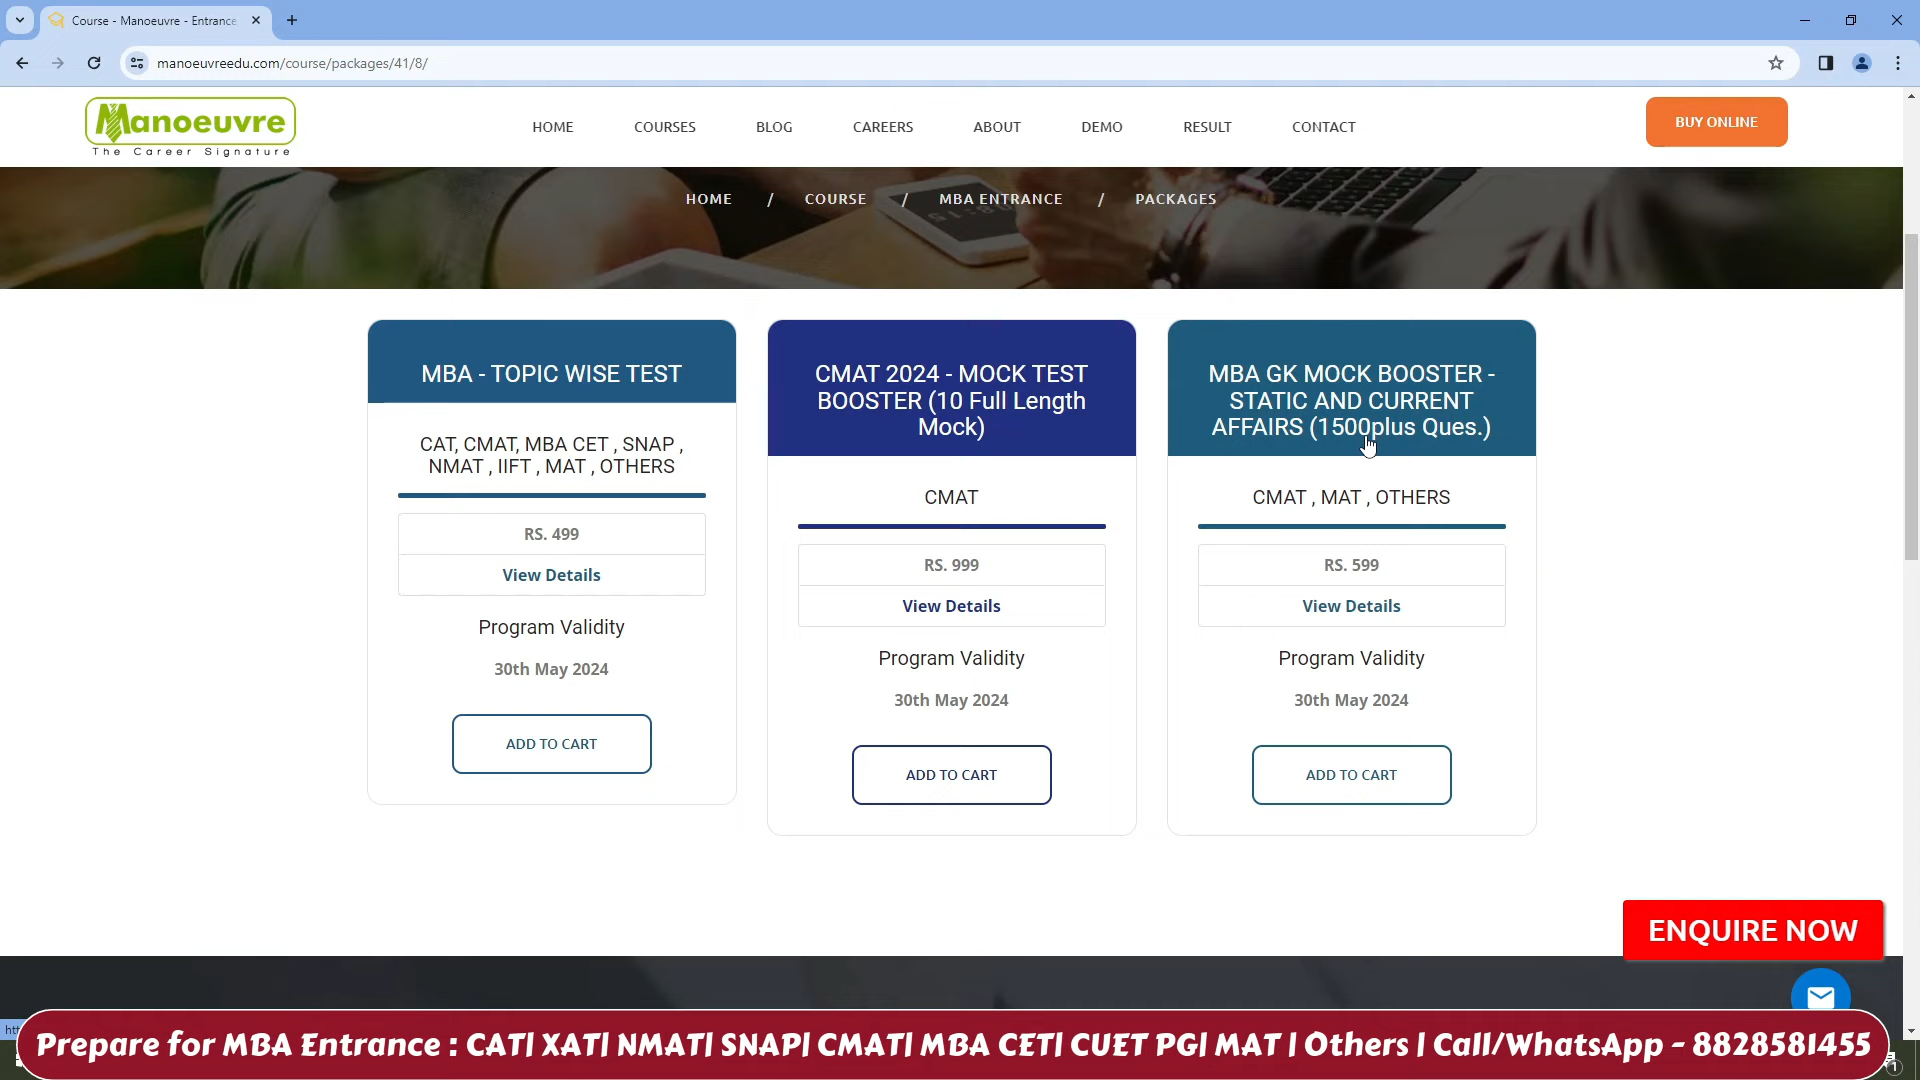 Course - Manoeuvre - Entrance
manoeuvreedu.com/course/packages/41/8/
Manoeuvre
The Career Signature
HOME
COURSES
BLOG
CAREERS
ABOUT
DEMO
RESULT
CONTACT
BUY ONLINE
HOME / COURSE / MBA ENTRANCE / PACKAGES
MBA - TOPIC WISE TEST
CAT, CMAT, MBA CET , SNAP ,
NMAT , IIFT , MAT , OTHERS
RS. 499
View Details
Program Validity
30th May 2024
ADD TO CART
CMAT 2024 - MOCK TEST
BOOSTER (10 Full Length
Mock)
CMAT
RS. 999
View Details
Program Validity
30th May 2024
ADD TO CART
MBA GK MOCK BOOSTER -
STATIC AND CURRENT
AFFAIRS (1500plus Ques.)
CMAT , MAT , OTHERS
RS. 599
View Details
Program Validity
30th May 2024
ADD TO CART
ENQUIRE NOW
Prepare for MBA Entrance : CAT| XAT| NMAT| SNAP| CMAT| MBA CET| CUET PG| MAT | Others | Call/WhatsApp - 8828581455